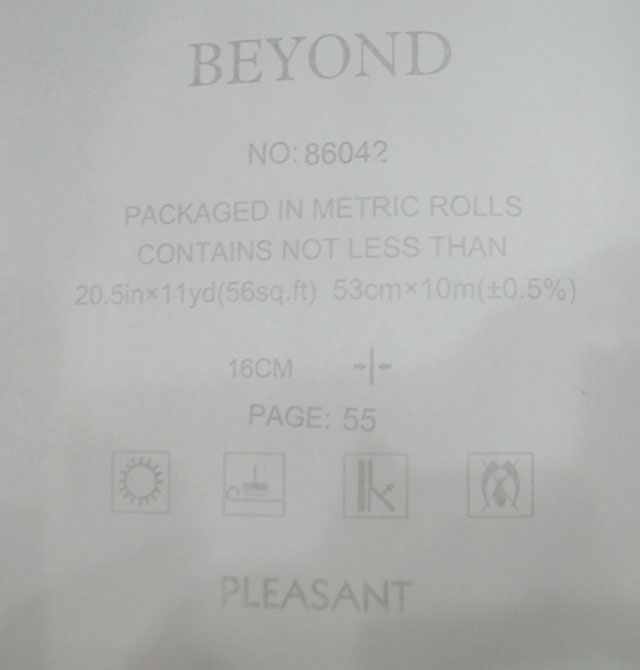 BEYOND
NO: 86042
PACKAGED IN METRIC ROLLS
CONTAINS NOT LESS THAN
20.5in×11yd(56sq.ft) 53cm×10m(±0.5%)
16CM
PAGE: 55
PLEASANT